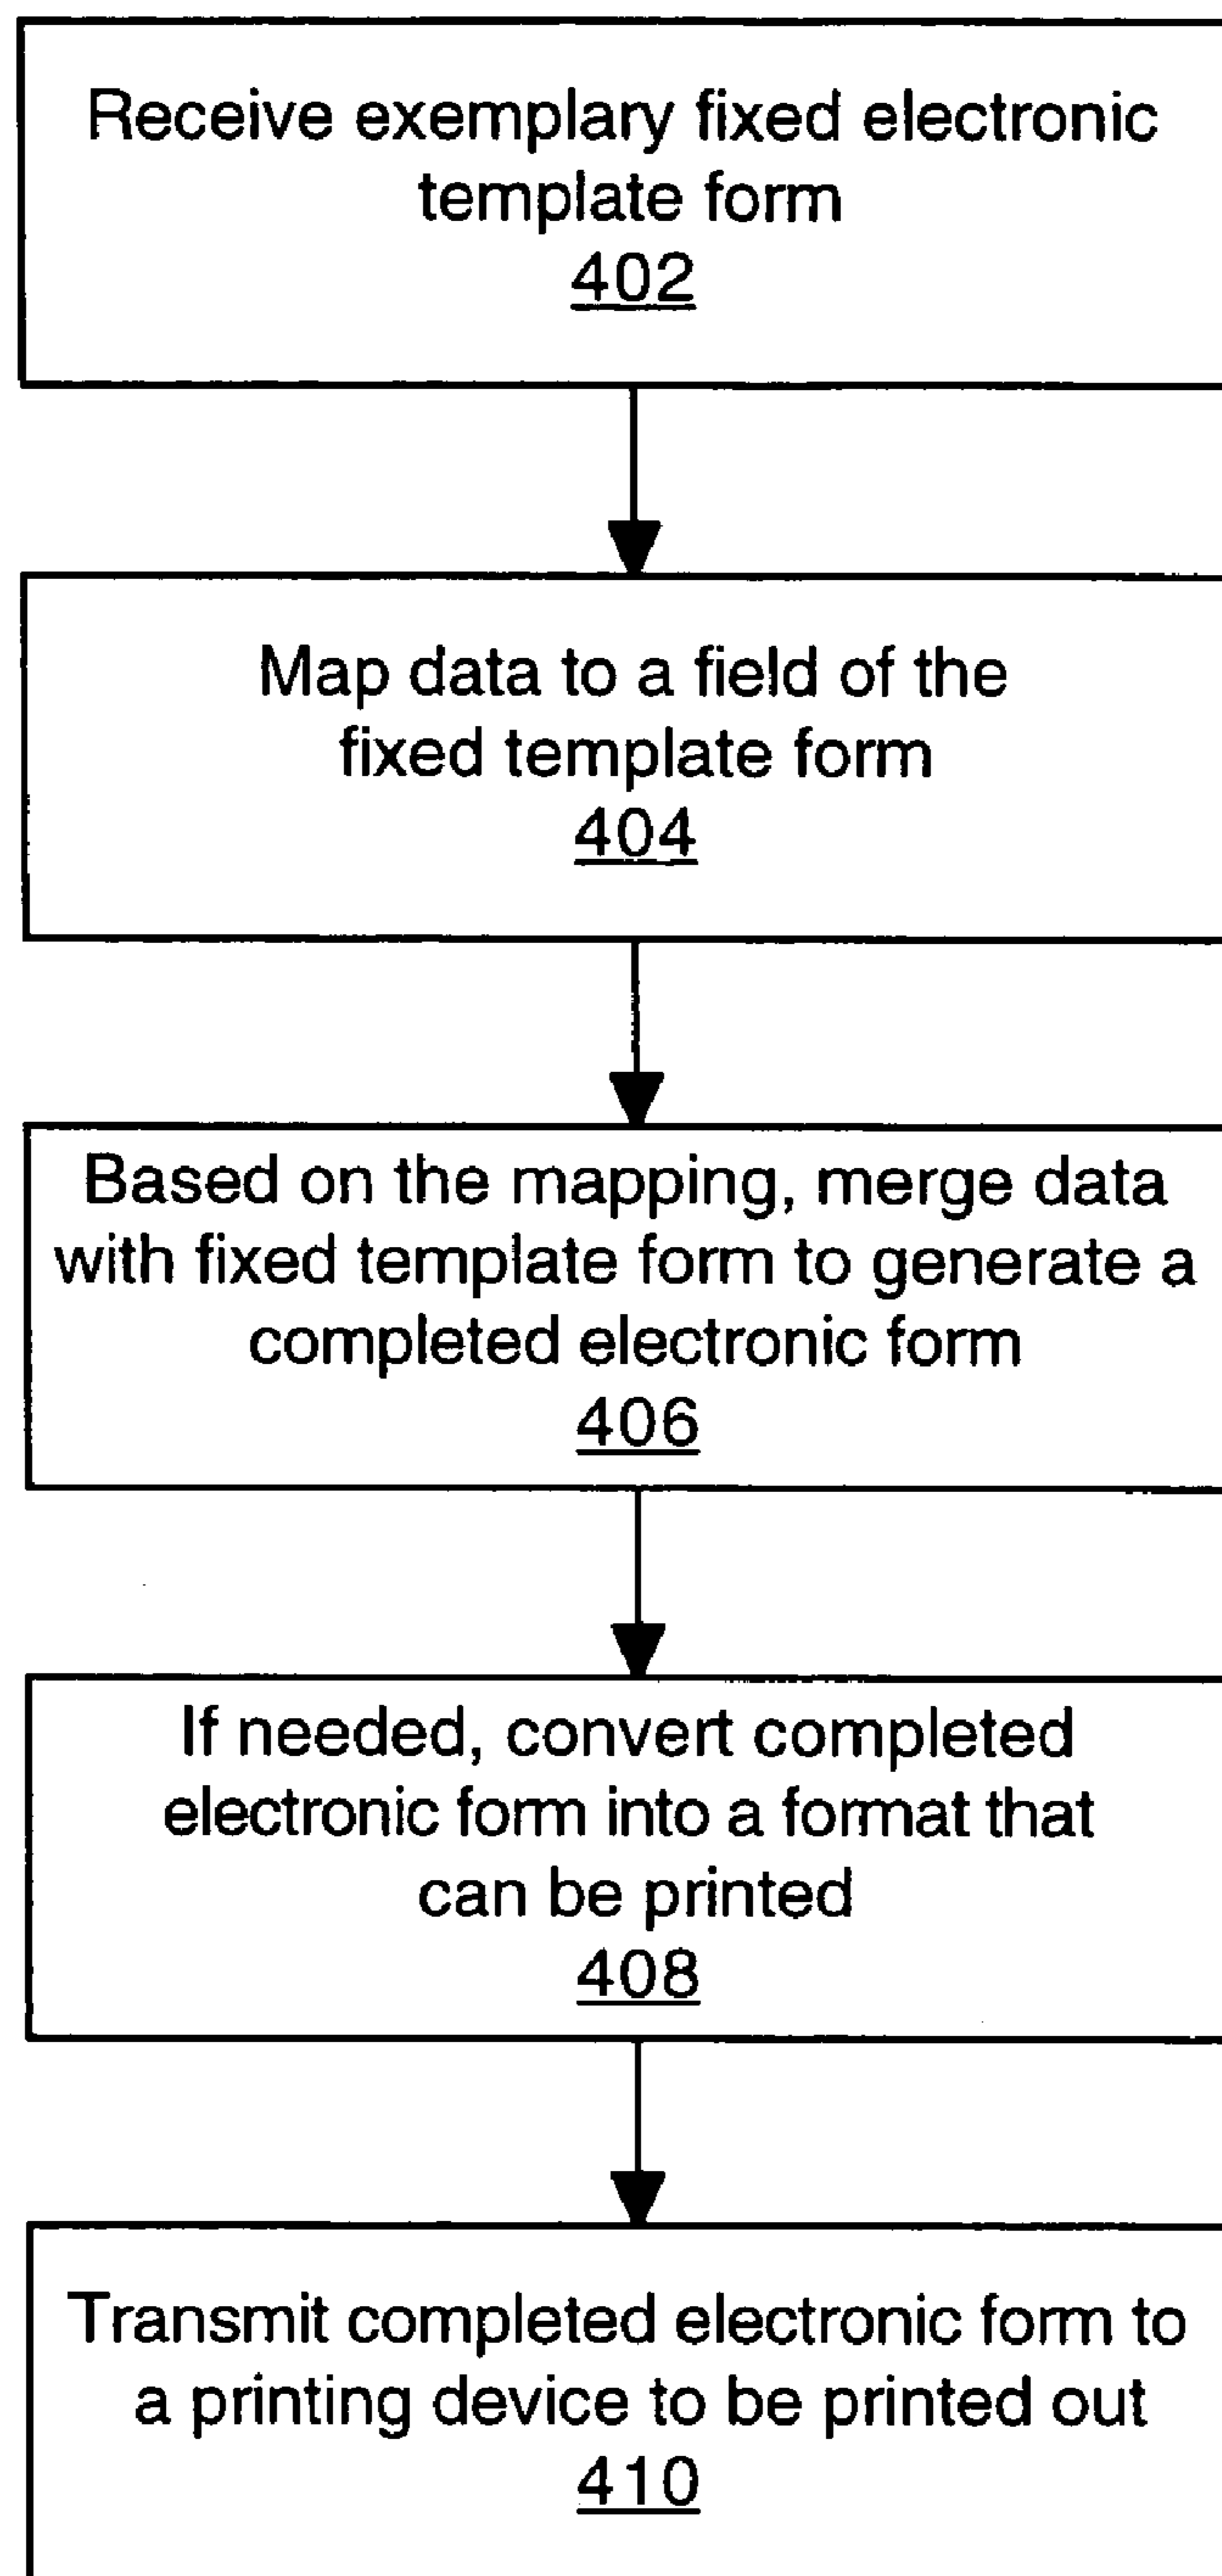 Receive exemplary fixed electronic
template form
402
Map data to a field of the
fixed template form
404
Based on the mapping, merge data
with fixed template form to generate a
completed electronic form
406
If needed, convert completed
electronic form into a format that
can be printed
408
Transmit completed electronic form to
a printing device to be printed out
410